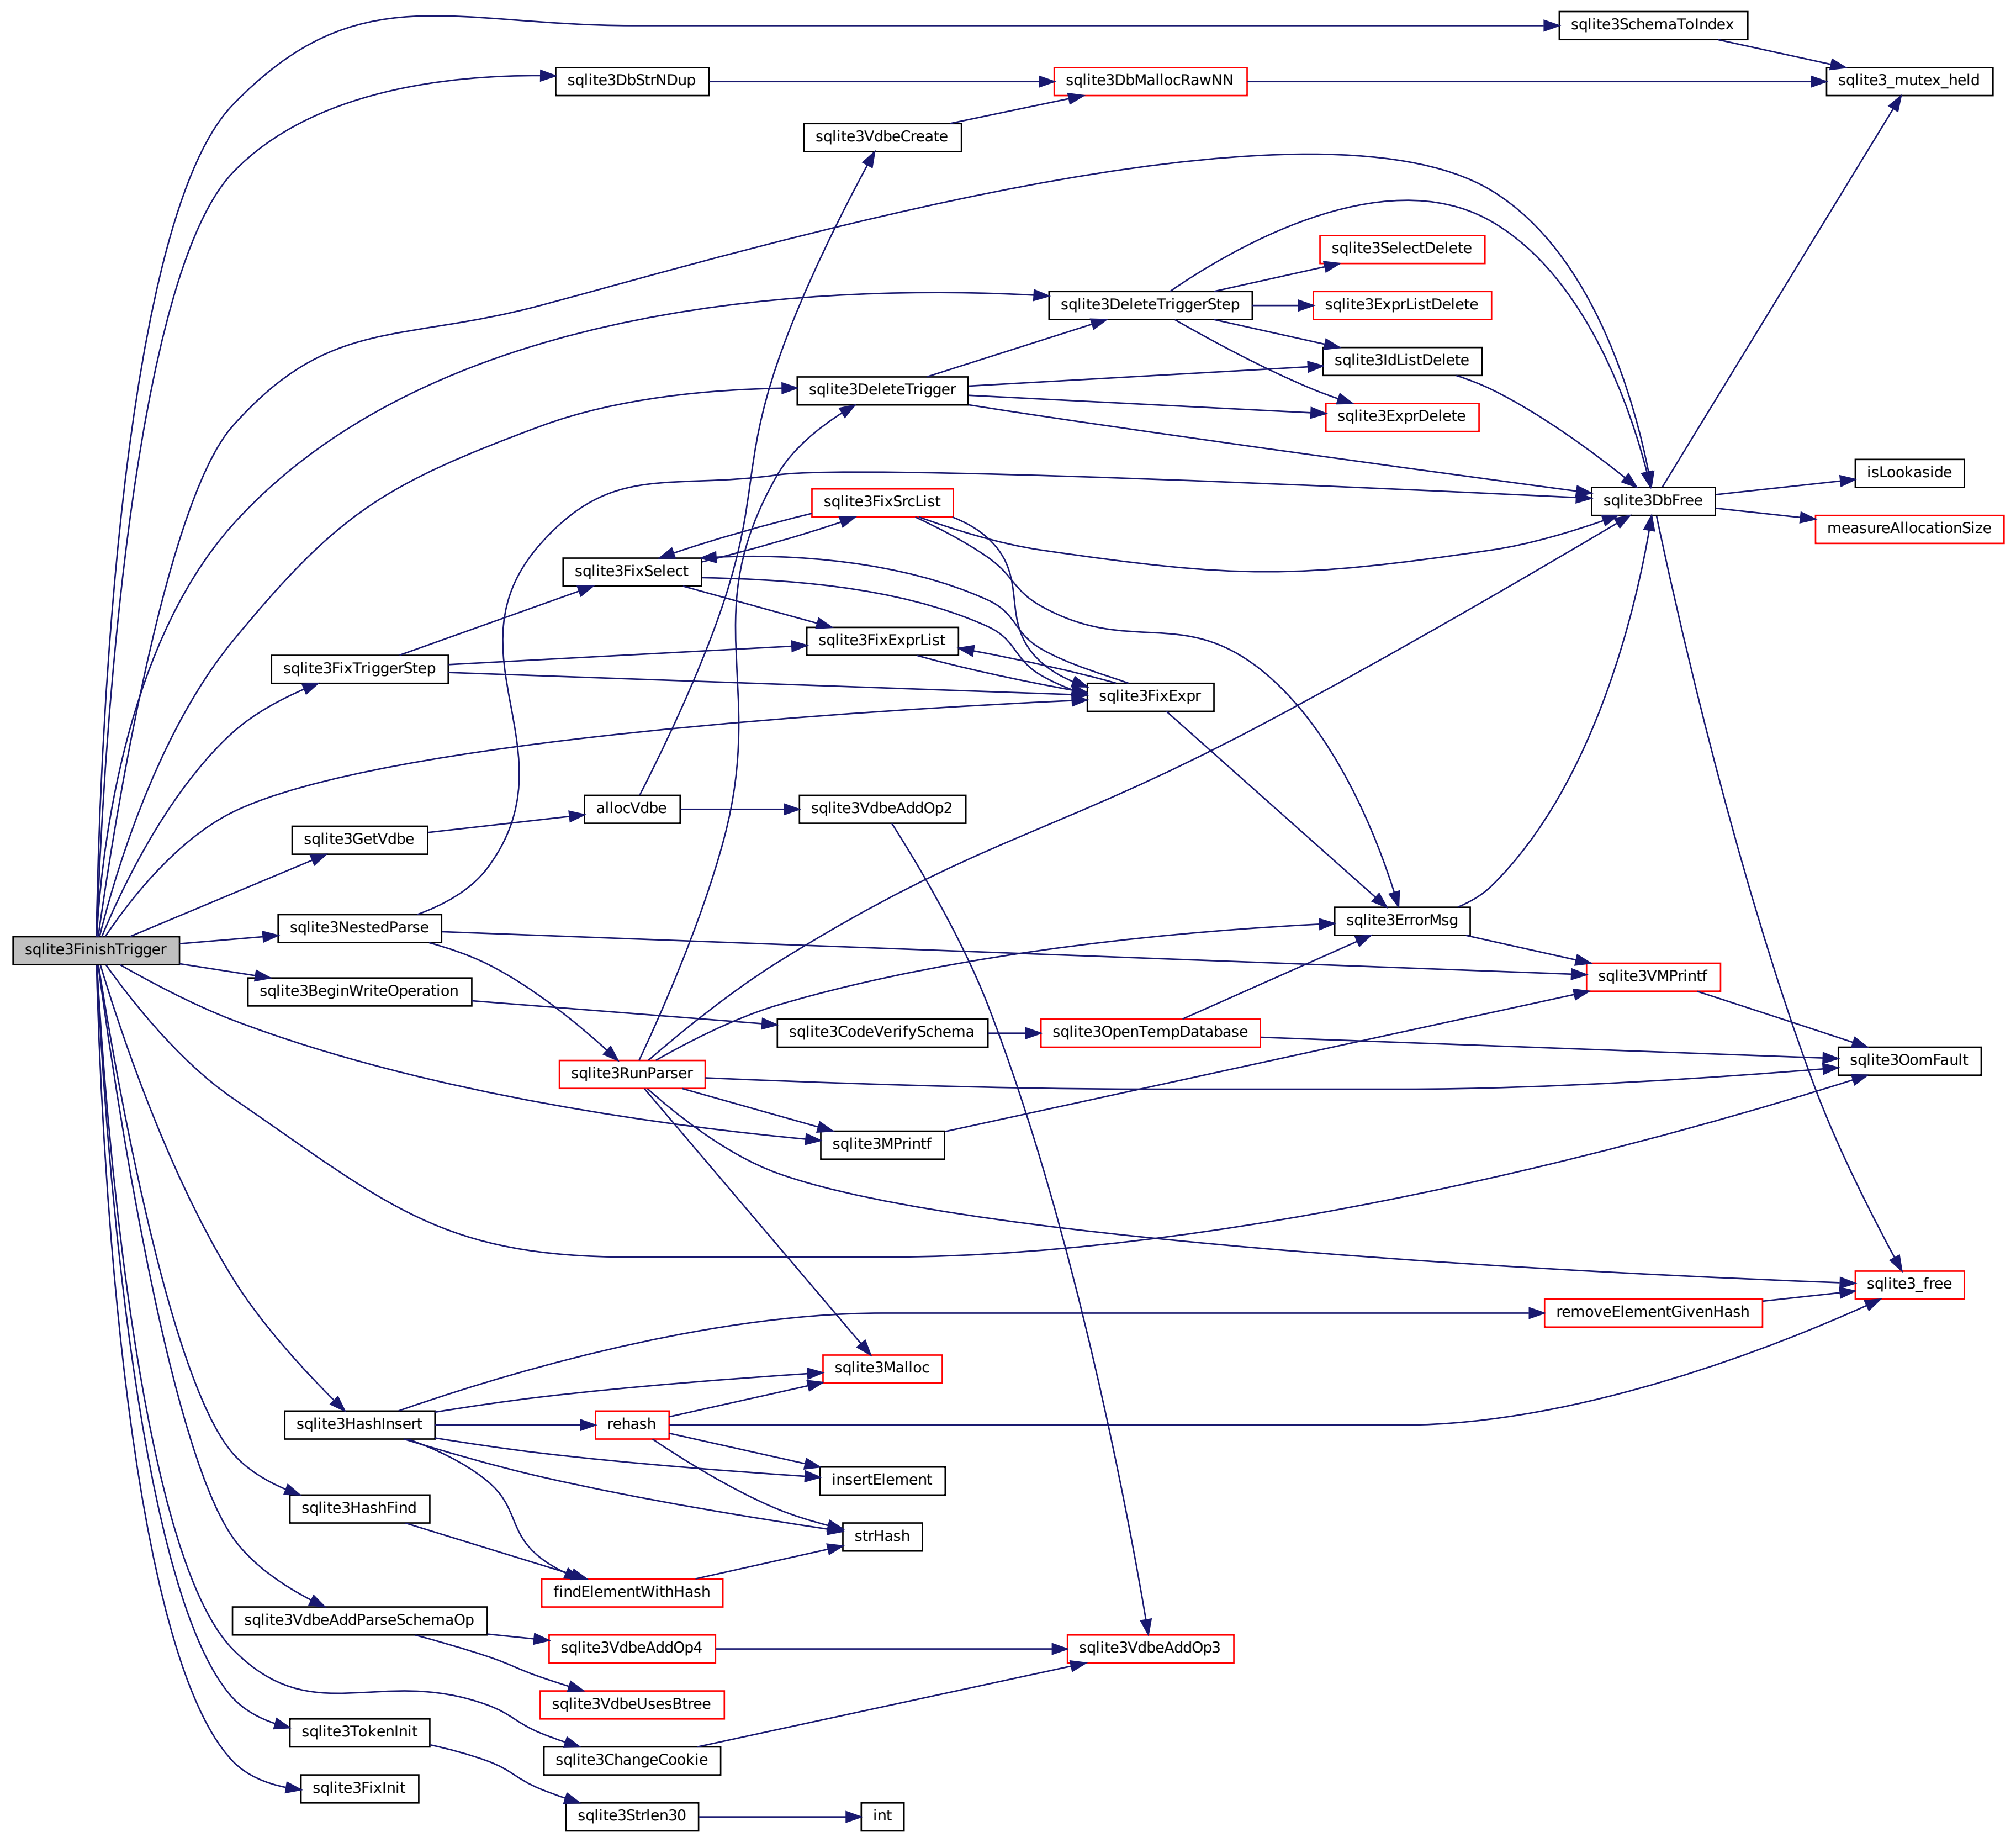 sqlite3SchemaToIndex
sqlite3DbStrNDup
sqlite3DbMallocRawNN
sqlite3_mutex_held
sqlite3VdbeCreate
sqlite3SelectDelete
sqlite3DeleteTriggerStep
sqlite3ExprListDelete
sqlite3IdListDelete
sqlite3DeleteTrigger
sqlite3ExprDelete
isLookaside
sqlite3FixSrcList
sqlite3DbFree
measureAllocationSize
sqlite3FixSelect
sqlite3FixExprList
sqlite3FixTriggerStep
sqlite3FixExpr
allocVdbe
sqlite3VdbeAddOp2
sqlite3GetVdbe
sqlite3NestedParse
sqlite3ErrorMsg
sqlite3FinishTrigger
sqlite3VMPrintf
sqlite3BeginWriteOperation
sqlite3CodeVerifySchema
sqlite3OpenTempDatabase
sqlite3OomFault
sqlite3RunParser
sqlite3MPrintf
sqlite3_free
removeElementGivenHash
sqlite3Malloc
sqlite3HashInsert
rehash
insertElement
sqlite3HashFind
strHash
findElementWithHash
sqlite3VdbeAddParseSchemaOp
sqlite3VdbeAddOp4
sqlite3VdbeAddOp3
sqlite3VdbeUsesBtree
sqlite3TokenInit
sqlite3ChangeCookie
sqlite3FixInit
sqlite3Strlen30
int